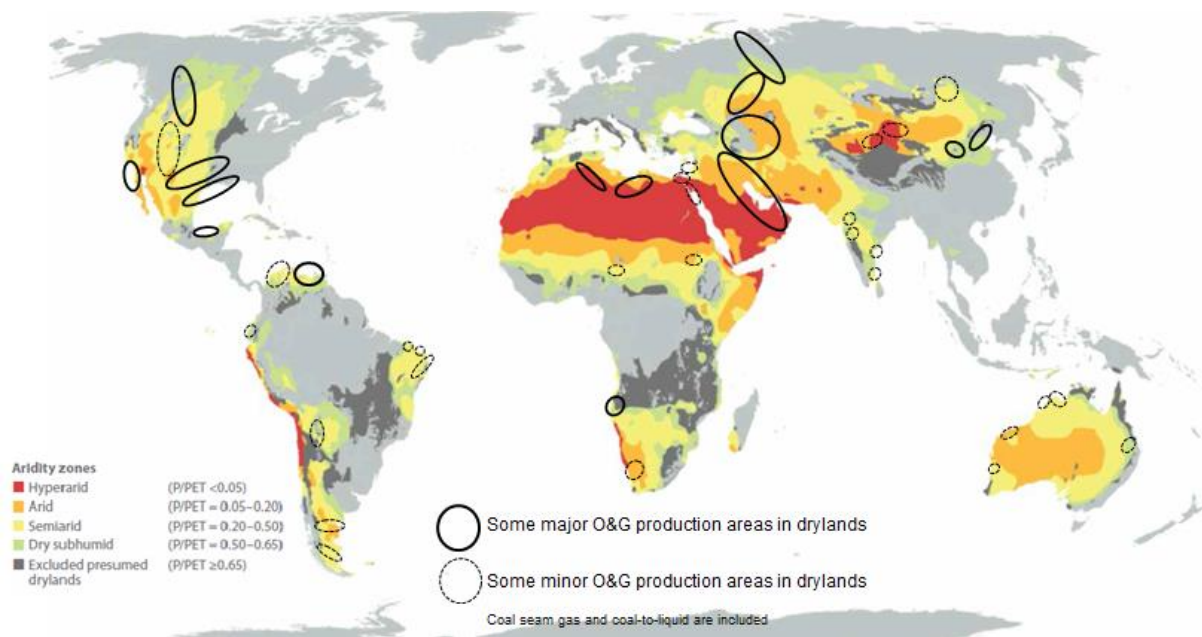 Aridity zones
Hyperarid (P/PET <0.05)
Arid (P/PET = 0.05–0.20)
Semiarid (P/PET = 0.20–0.50)
Dry subhumid (P/PET = 0.50–0.65)
Excluded presumed (P/PET ≥0.65)
drylands
Some major O&G production areas in drylands
Some minor O&G production areas in drylands
Coal seam gas and coal-to-liquid are included